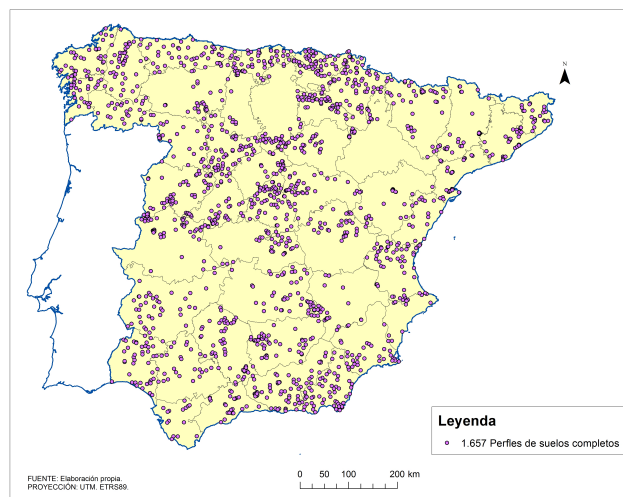 N
Leyenda
1.657 Perfles de suelos completos
FUENTE: Elaboración propia.
PROYECCIÓN: UTM. ETRS89.
0 50 100 200 km